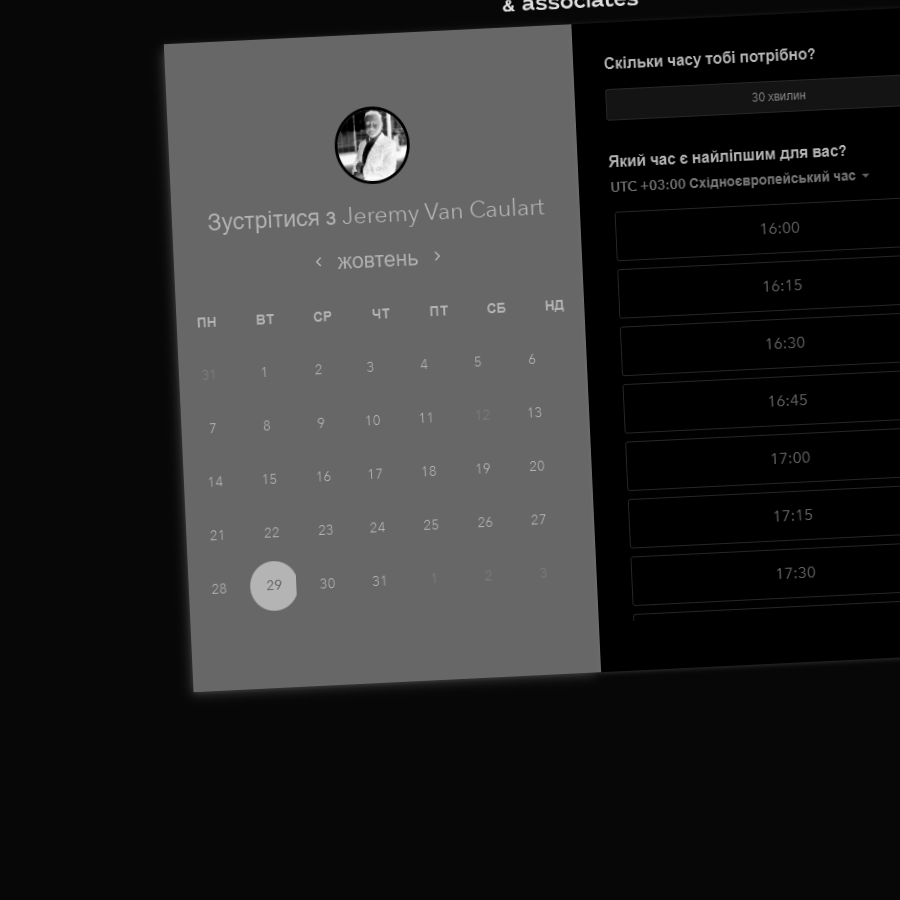 & associates
Зустрітися з Jeremy Van Caulart
жовтень
ПН ВТ СР ЧТ ПТ СБ НД
31 1 2 3 4 5 6
7 8 9 10 11 12 13
14 15 16 17 18 19 20
21 22 23 24 25 26 27
28 29 30 31 1 2 3
Скільки часу тобі потрібно?
30 хвилин
Який час є найліпшим для вас?
UTC +03:00 Східноєвропейський час
16:00
16:15
16:30
16:45
17:00
17:15
17:30